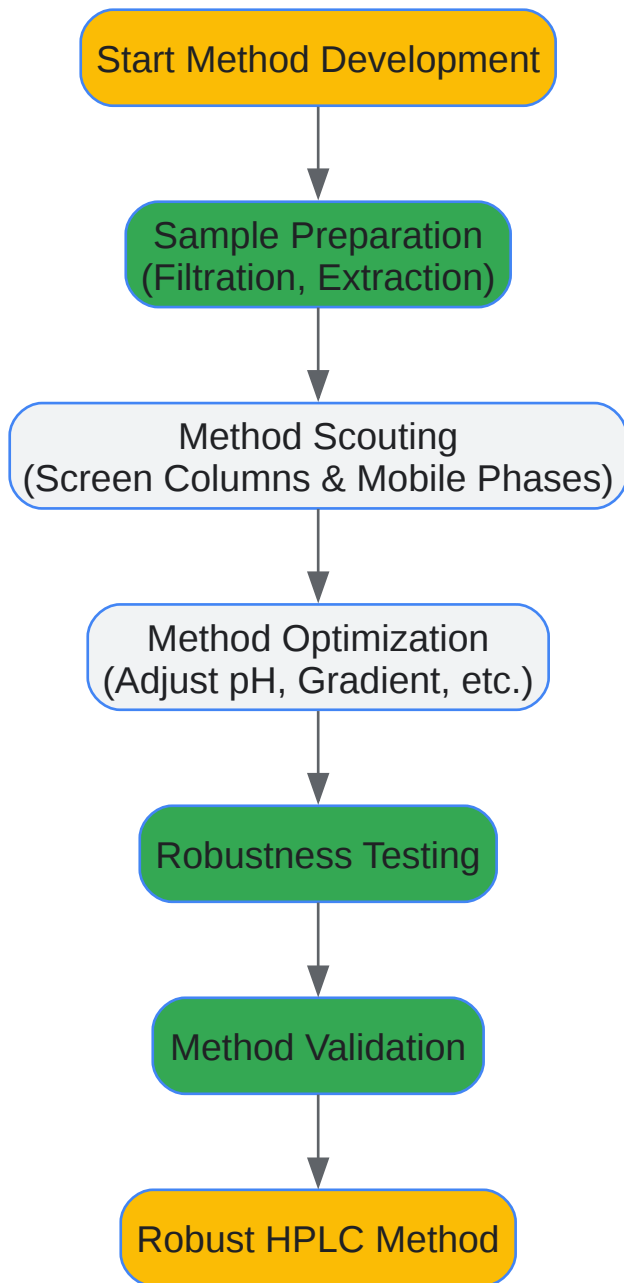 Start Method Development
Sample Preparation
(Filtration, Extraction)
Method Scouting
(Screen Columns & Mobile Phases)
Method Optimization
(Adjust pH, Gradient, etc.)
Robustness Testing
Method Validation
Robust HPLC Method